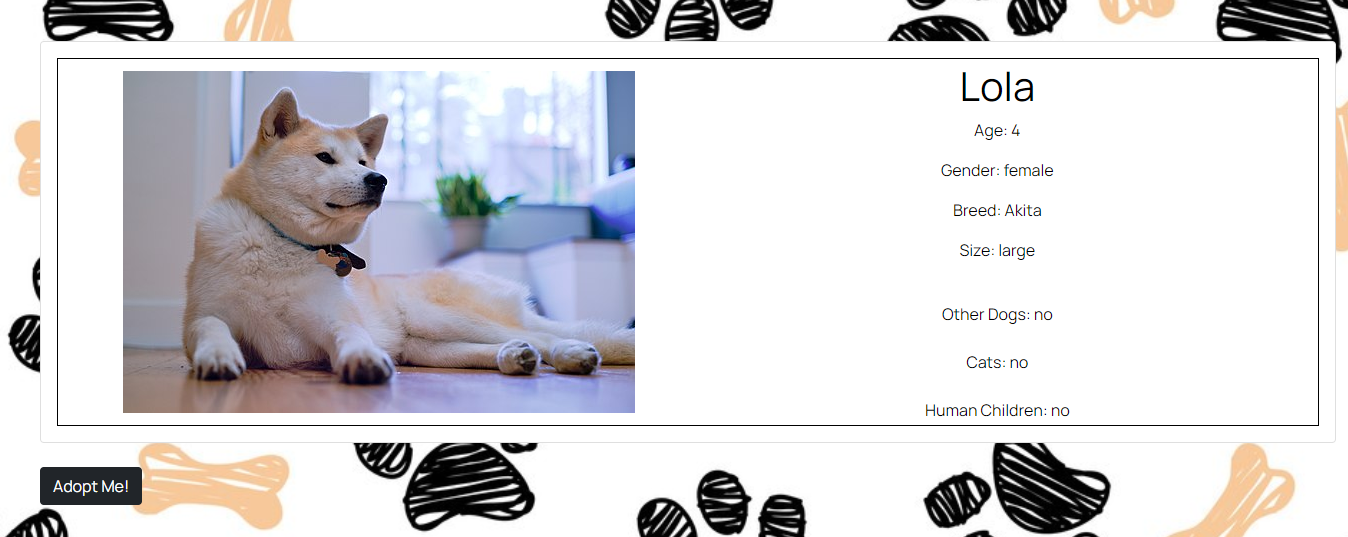 Lola
Age: 4
Gender: female
Breed: Akita
Size: large
Other Dogs: no
Cats: no
Human Children: no
Adopt Me!